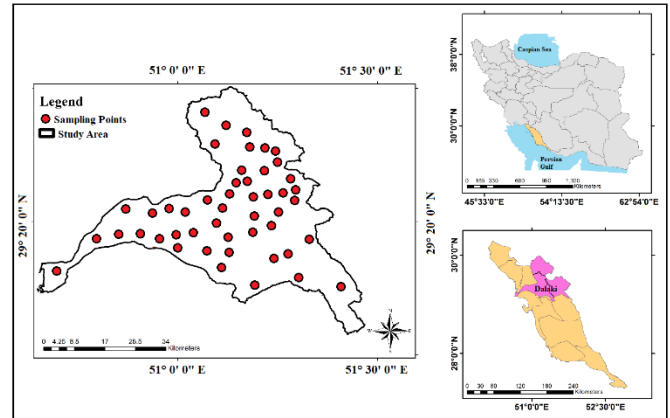 51° 0' 0" E
51° 30' 0" E
Legend
Sampling Points
Study Area
29° 20' 0" N
29° 20' 0" N
0 4.25 8.5 17 25.5 34
Kilometers
51° 0' 0" E
51° 30' 0" E
Caspian Sea
38°0'0"N
30°0'0"N
Persian
Gulf
Kilometers
45°33'0"E
54°13'0"E
62°54'0"E
30°0'0"N
Dalaki
28°0'0"N
0 30 60 120 180 240
Kilometers
51°0'0"E
52°30'0"E